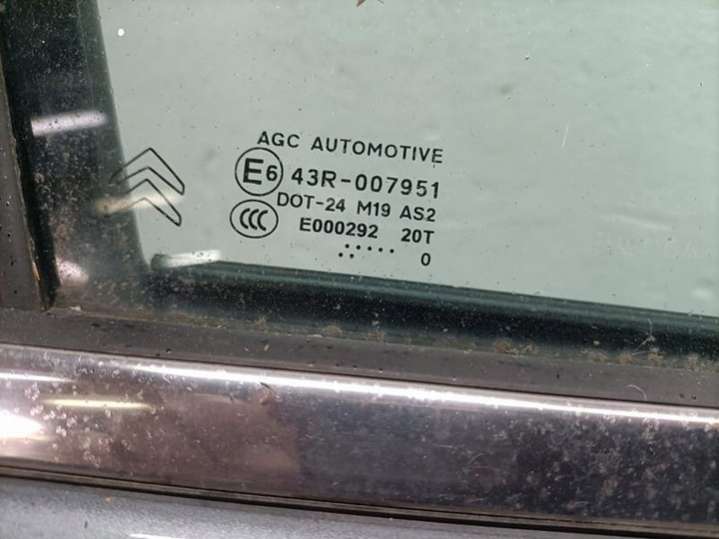 AGC AUTOMOTIVE
E6 43R-007951
DOT-24 M19 AS2
CCC E000292 20T
0